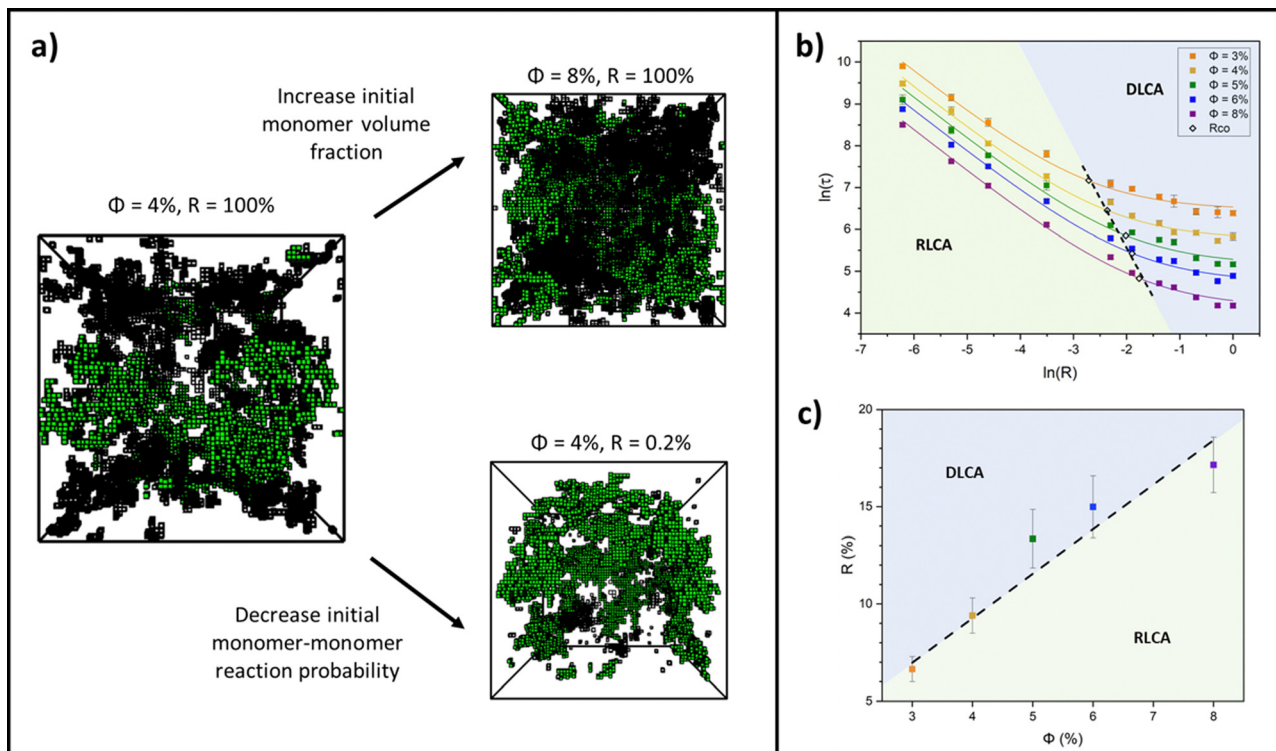 a)
Φ = 8%, R = 100%
Increase initial
monomer volume
fraction
Φ = 4%, R = 100%
Φ = 4%, R = 0.2%
Decrease initial
monomer-monomer
reaction probability
b)
Φ = 3%
Φ = 4%
Φ = 5%
Φ = 6%
Φ = 8%
Rco
DLCA
RLCA
10
9
8
7
6
5
4
ln(τ)
-7 -6 -5 -4 -3 -2 -1 0
ln(R)
c)
20
15
10
5
R (%)
DLCA
RLCA
3 4 5 6 7 8
Φ (%)